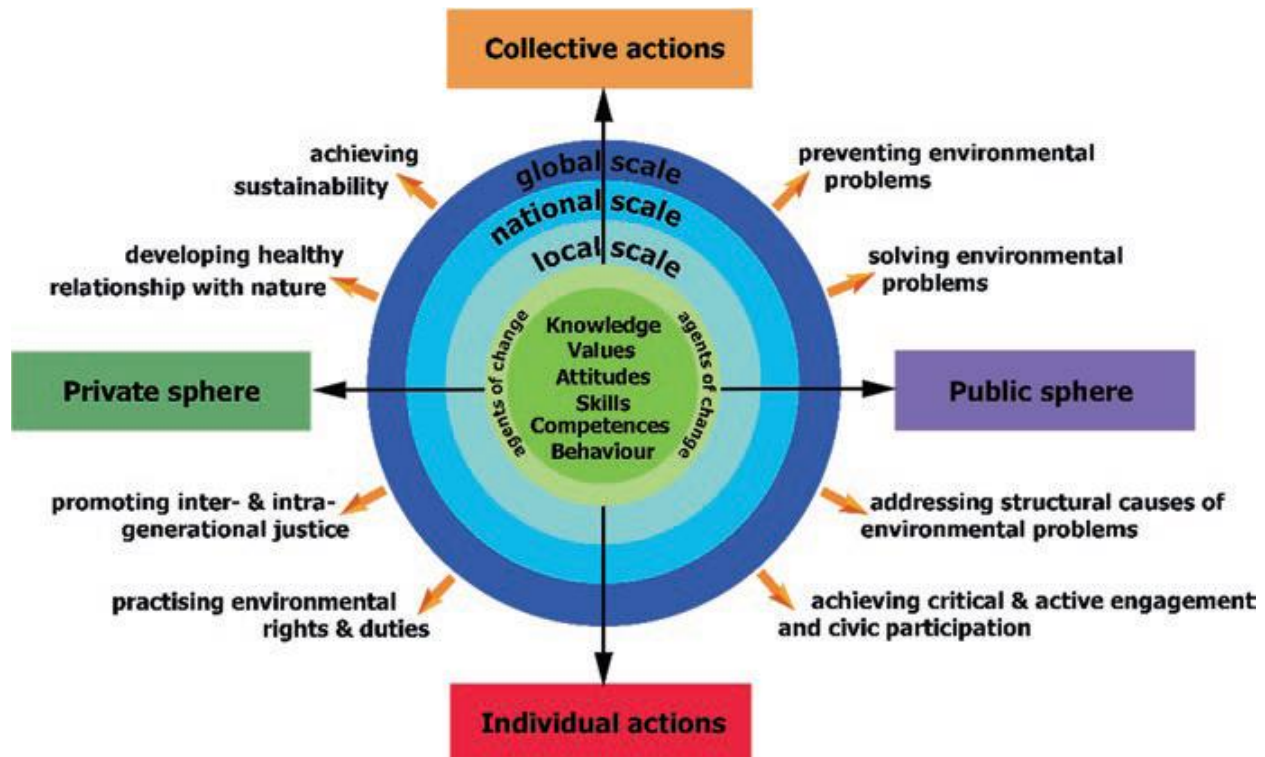 Collective actions
global scale
national scale
local scale
achieving
sustainability
preventing environmental
problems
developing healthy
relationship with nature
solving environmental
problems
Private sphere
agents of change
Knowledge
Values
Attitudes
Skills
Competences
Behaviour
agents of change
Public sphere
promoting inter- & intra-
generational justice
addressing structural causes of
environmental problems
practising environmental
rights & duties
achieving critical & active engagement
and civic participation
Individual actions